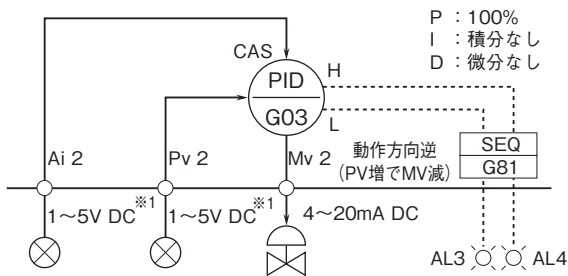 P：100%
I：積分なし
D：微分なし
CAS
PID
G03
H
L
Ai 2
Pv 2
Mv 2
動作方向逆
（PV増でMV減）
SEQ
G81
1〜5V DC※1
1〜5V DC※1
4〜20mA DC
AL3
AL4